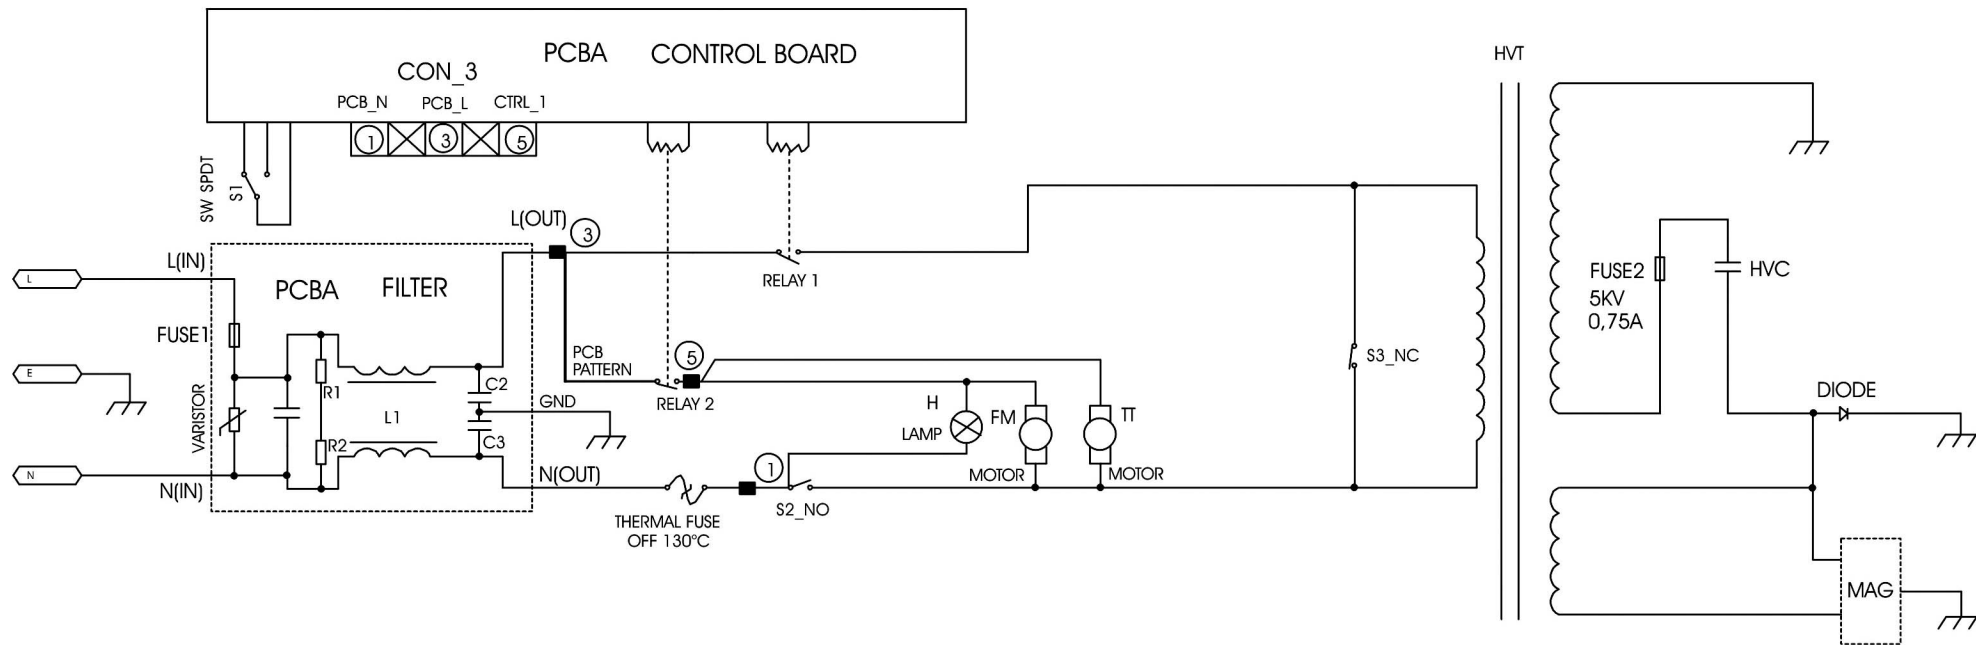 PCBA CONTROL BOARD
CON_3
PCB_N PCB_L CTRL_1
1 3 5
HVT
SW SPDT
S1
L(OUT) 3
L(IN)
L
PCBA FILTER
RELAY 1
FUSE2
5KV
0,75A
HVC
FUSE1
PCB
PATTERN
5
S3_NC
E
R1
C2
RELAY 2
GND
VARISTOR
L1
R2
C3
H
LAMP
FM
MOTOR
TT
MOTOR
DIODE
N
N(IN)
N(OUT)
1
S2_NO
THERMAL FUSE
OFF 130°C
MAG